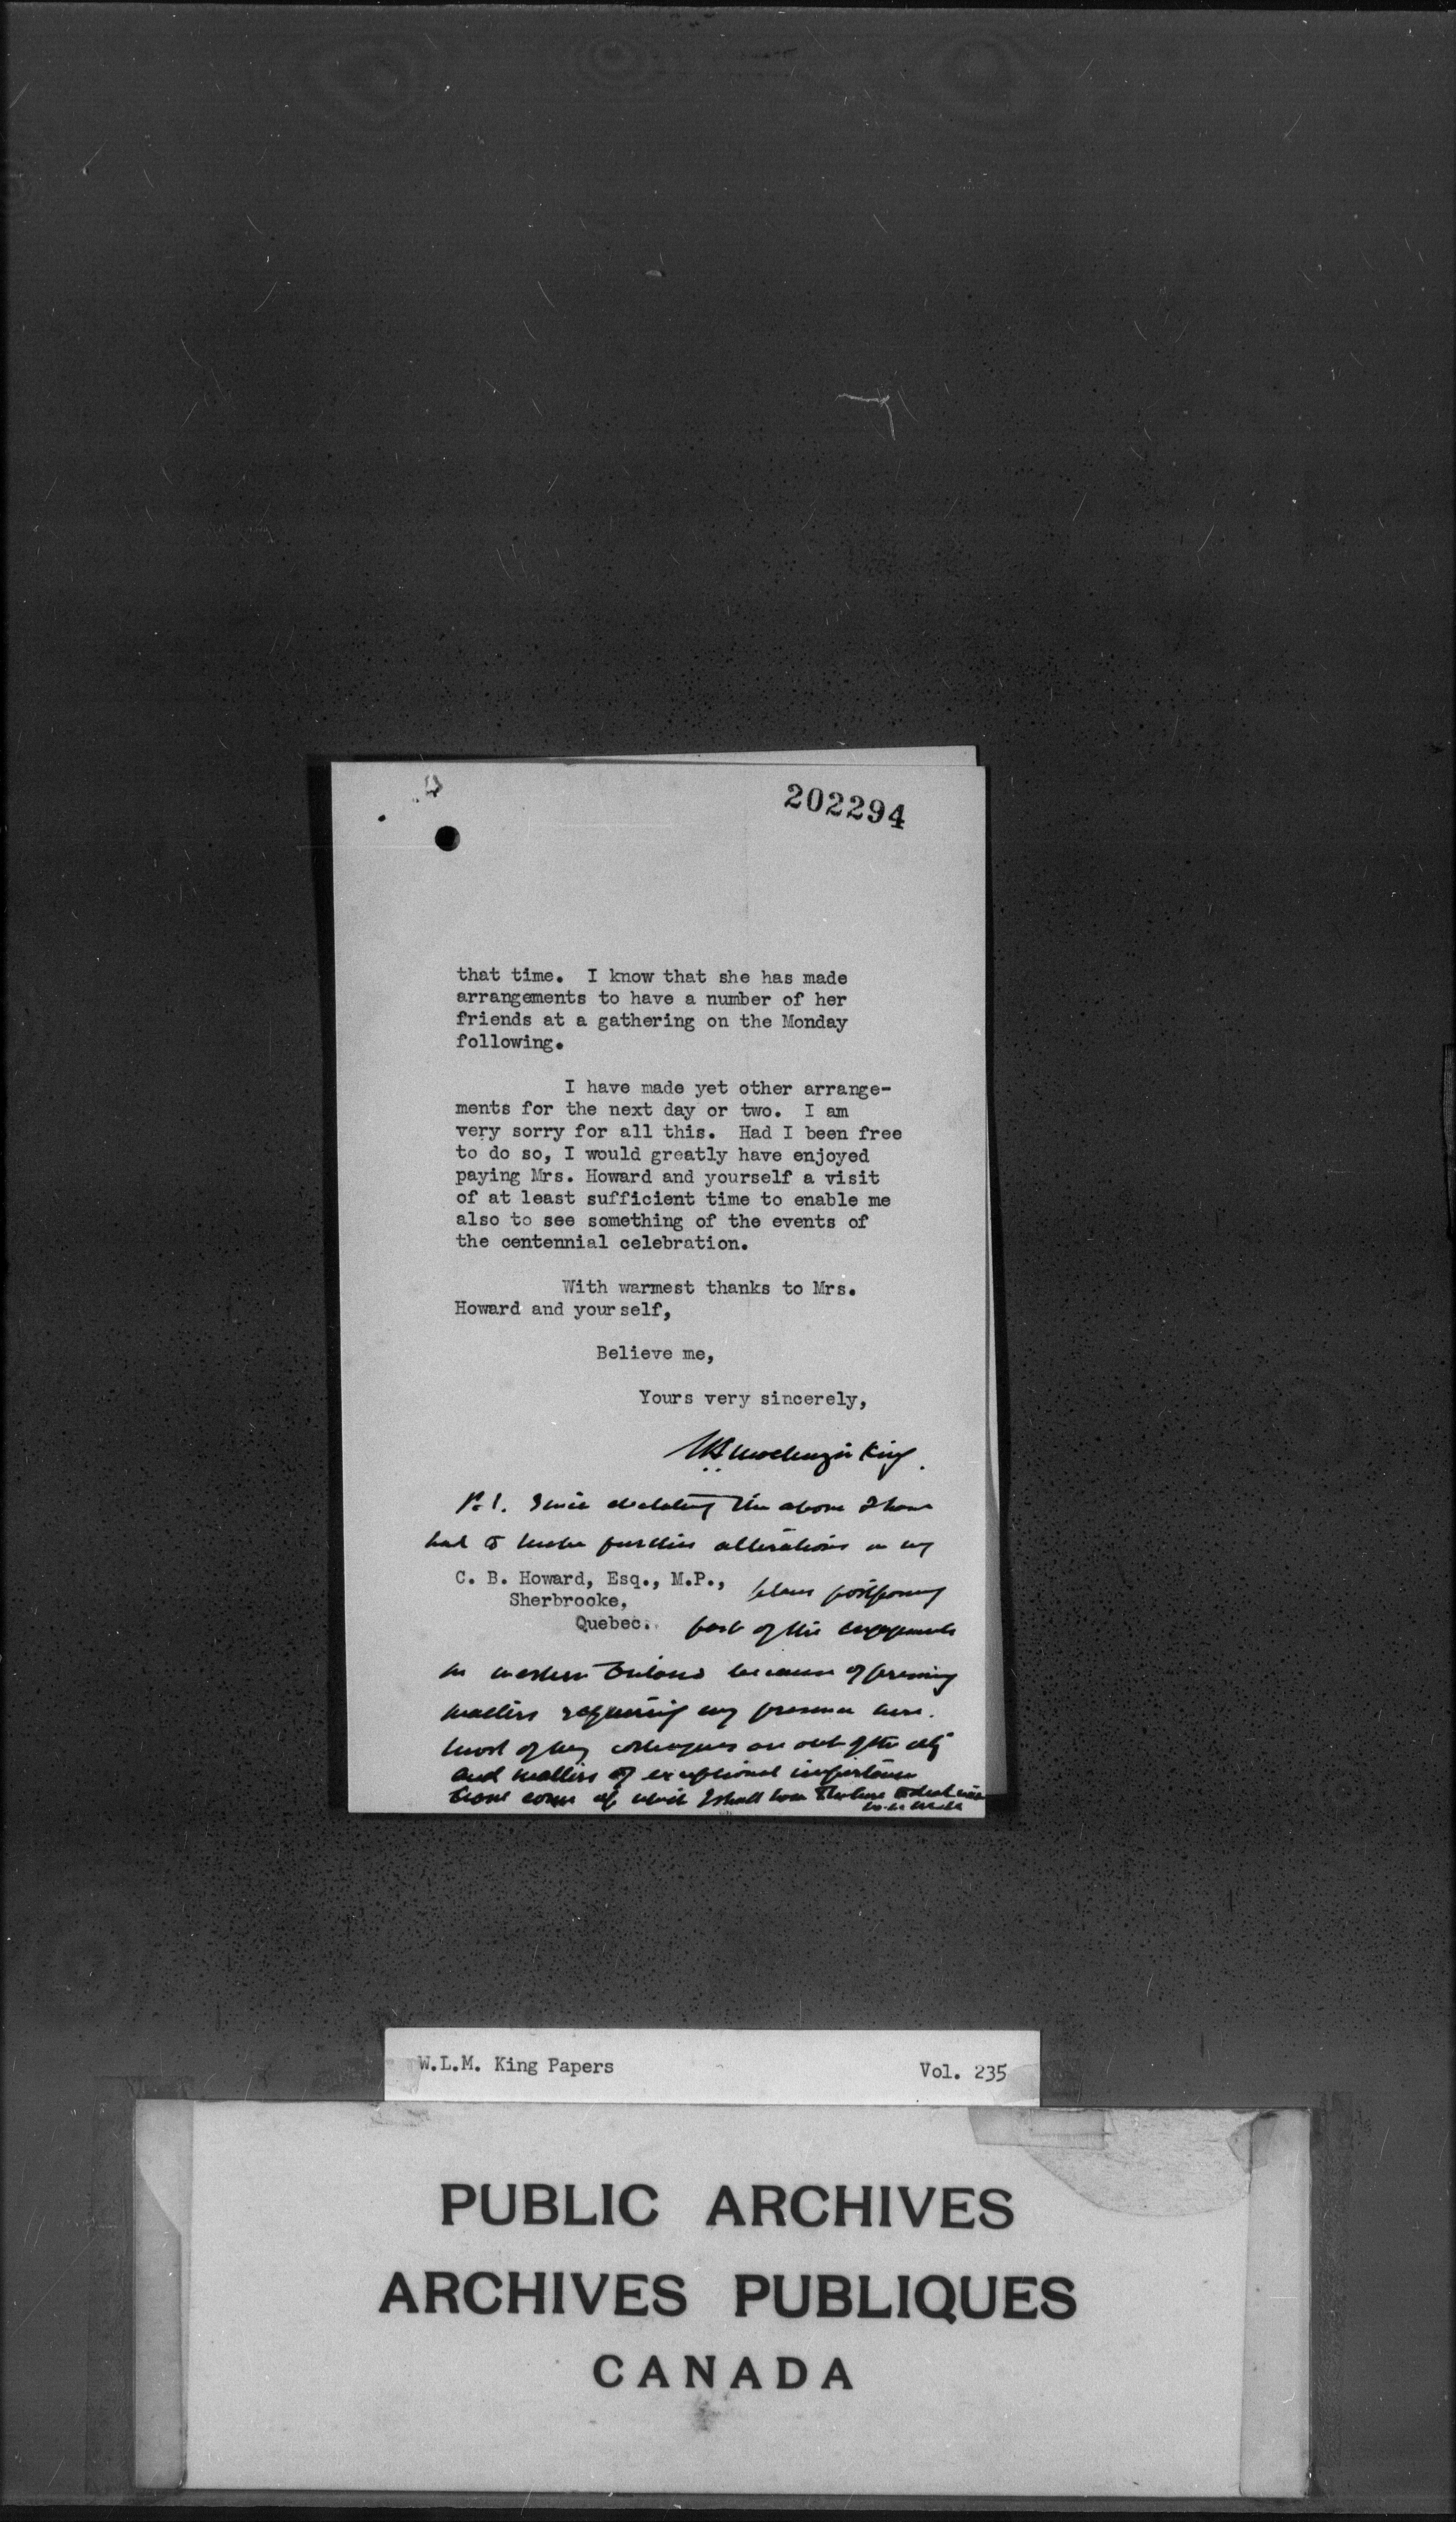 202294
that time. I know that she has made
arrangements to have a number of her
friends at a gathering on the Monday
following.
I have made yet other arrange-
ments for the next day or two. I am
very sorry for all this. Had I been free
to do so, I would greatly have enjoyed
paying Mrs. Howard and yourself a visit
of at least sufficient time to enable me
also to see something of the events of
the centennial celebration.
With warmest thanks to Mrs.
Howard and yourself,
Believe me,
Yours very sincerely,
W L Mackenzie King.
P.S. Since dictating the above I have
had to make further alterations in my
C. B. Howard, Esq., M.P.,
plans postponing
Sherbrooke,
Quebec.
part of the engagements
in western Ontario because of pressing
matters requiring my presence here.
Most of my colleagues are out of the city
and matters of exceptional importance
have come up which I shall have
W.L.M. King Papers Vol. 235
PUBLIC ARCHIVES
ARCHIVES PUBLIQUES
CANADA